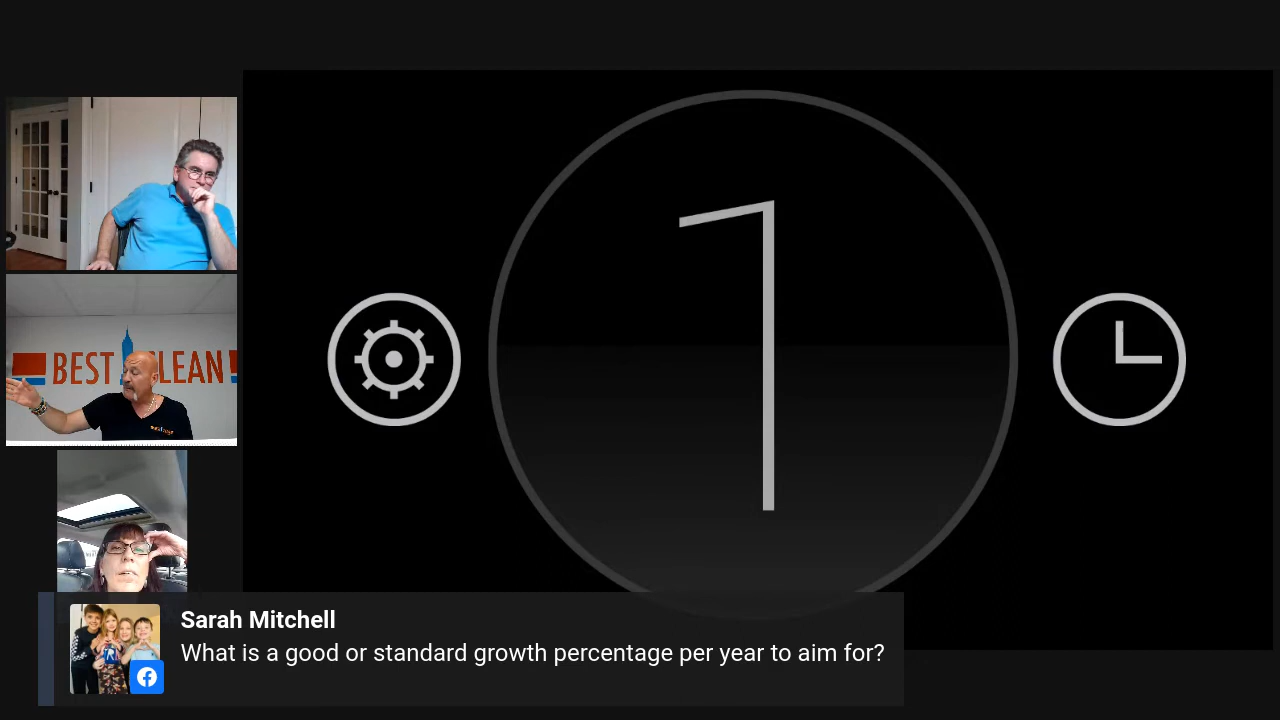 BEST CLEAN!
1
Sarah Mitchell
What is a good or standard growth percentage per year to aim for?